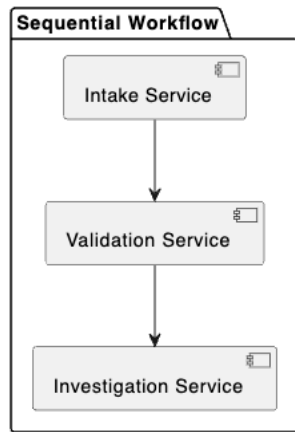 Sequential Workflow
Intake Service
Validation Service
Investigation Service